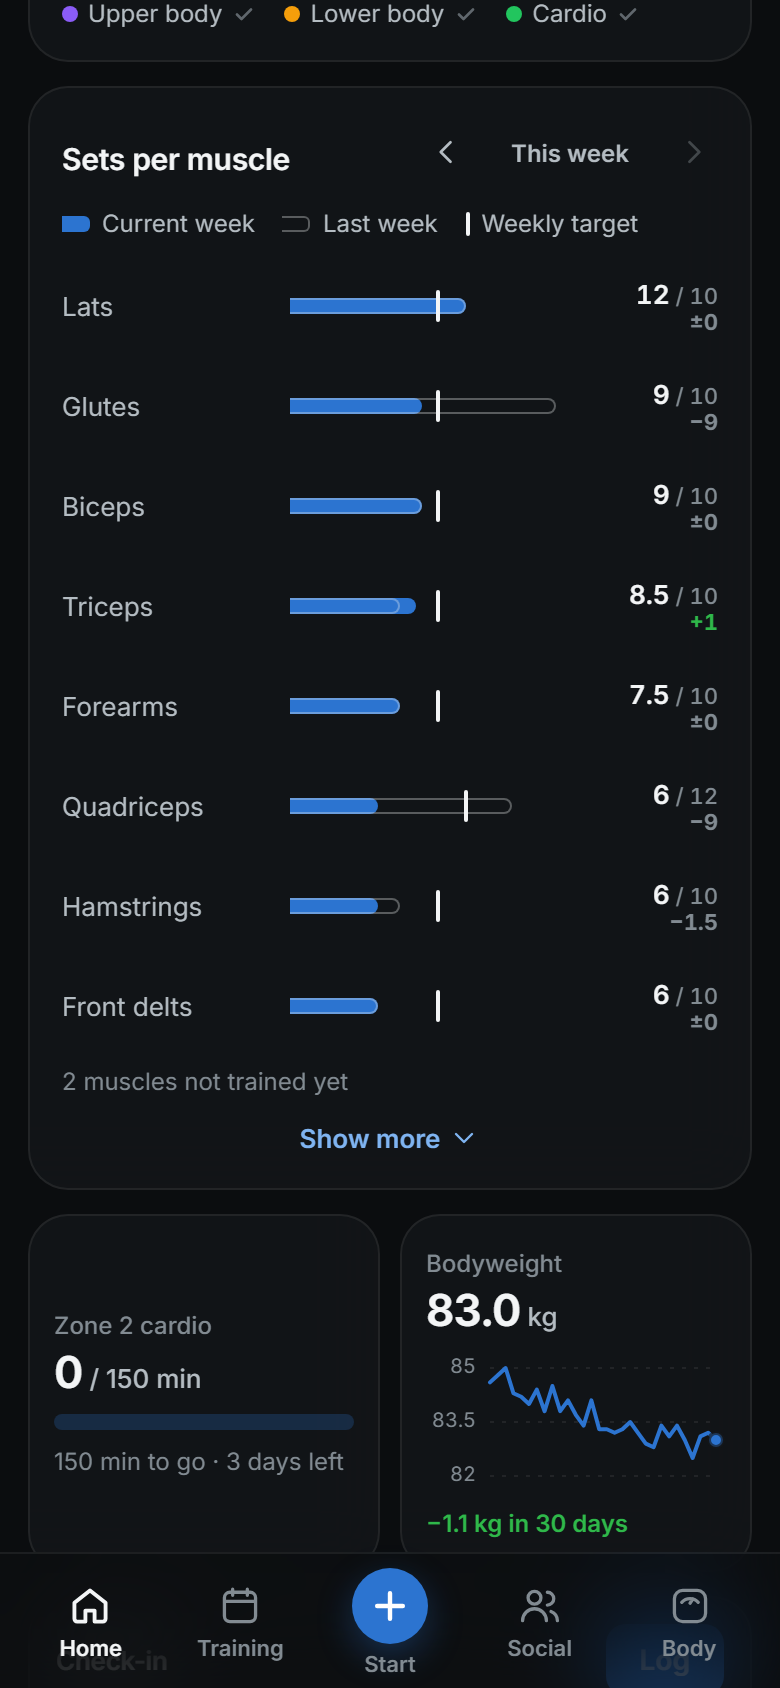 Upper body ✓ Lower body ✓ Cardio ✓
Sets per muscle
This week
Current week Last week Weekly target
Lats 12 / 10
±0
Glutes 9 / 10
−9
Biceps 9 / 10
±0
Triceps 8.5 / 10
+1
Forearms 7.5 / 10
±0
Quadriceps 6 / 12
−9
Hamstrings 6 / 10
−1.5
Front delts 6 / 10
±0
2 muscles not trained yet
Show more
Zone 2 cardio
0 / 150 min
150 min to go · 3 days left
Bodyweight
83.0 kg
85
83.5
82
−1.1 kg in 30 days
Check-in
Log
Home
Training
Start
Social
Body